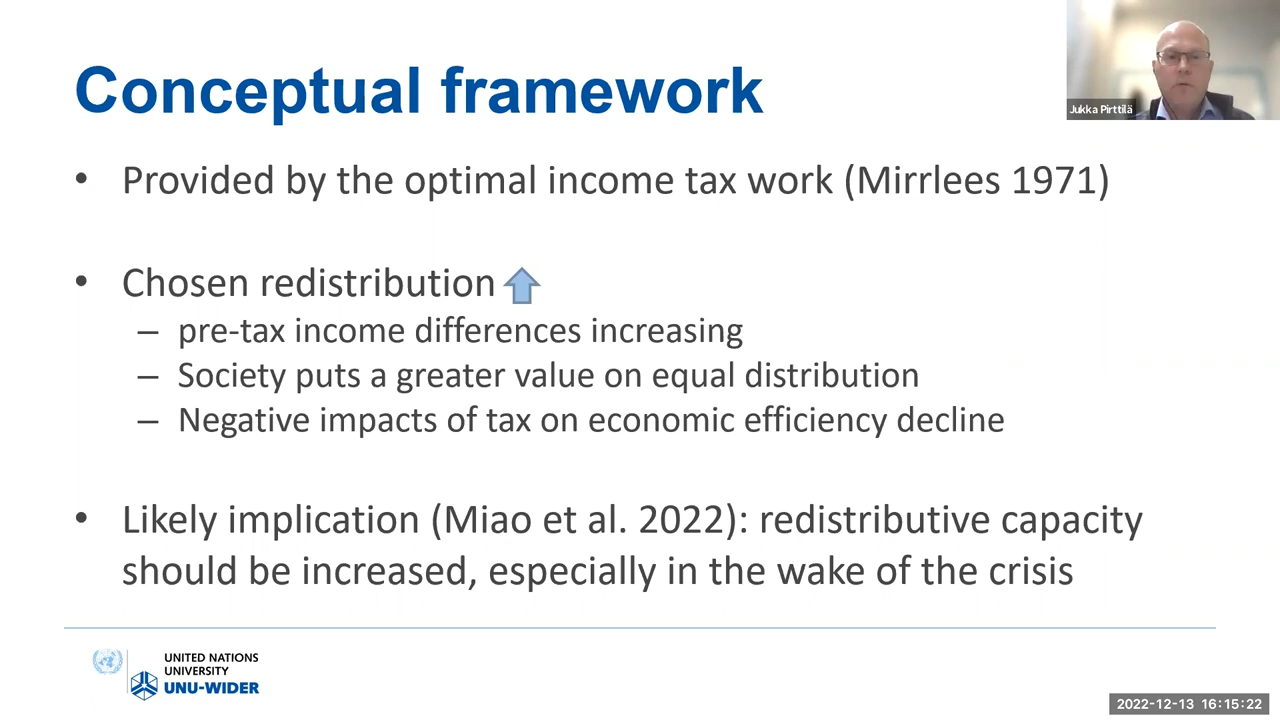 Conceptual framework
Jukka Pirttilä
• Provided by the optimal income tax work (Mirrlees 1971)
• Chosen redistribution
– pre-tax income differences increasing
– Society puts a greater value on equal distribution
– Negative impacts of tax on economic efficiency decline
• Likely implication (Miao et al. 2022): redistributive capacity
should be increased, especially in the wake of the crisis
UNITED NATIONS
UNIVERSITY
UNU-WIDER
2022-12-13 16:15:22